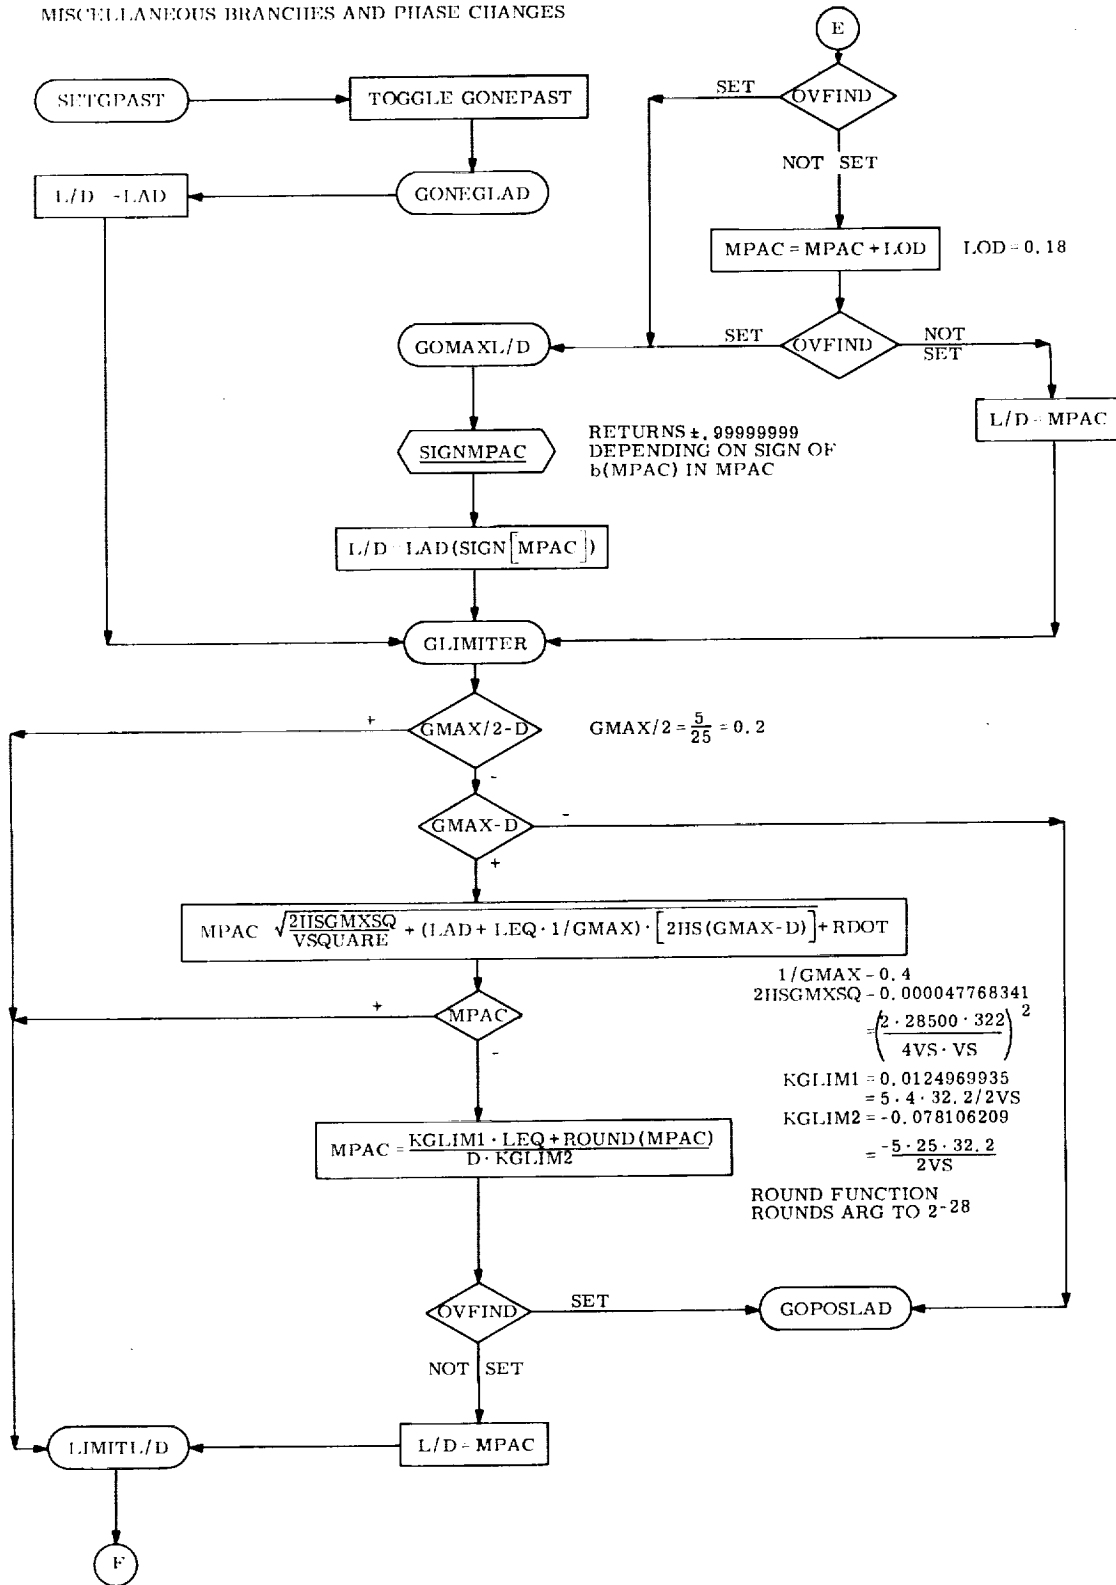 MISCELLANEOUS BRANCHES AND PHASE CHANGES
E
SETGPAST
TOGGLE GONEPAST
SET
OVFIND
NOT SET
L/D -LAD
GONEGLAD
MPAC = MPAC + LOD
LOD = 0.18
GOMAXL/D
SET
OVFIND
NOT
SET
L/D = MPAC
SIGNMPAC
RETURNS ±.99999999
DEPENDING ON SIGN OF
b(MPAC) IN MPAC
L/D = LAD(SIGN[MPAC])
GLIMITER
+
GMAX/2-D
GMAX/2 = 5/25 = 0.2
-
GMAX-D
-
+
MPAC √2HSGMXSQ/VSQUARE + (LAD + LEQ · 1/GMAX) · [2HS(GMAX-D)] + RDOT
1/GMAX = 0.4
2HSGMXSQ = 0.000047768341
= (2 · 28500 · 322 / 4VS · VS)²
+
MPAC
-
KGLIM1 = 0.0124969935
= 5.4 · 32.2/2VS
KGLIM2 = -0.078106209
= -5 · 25 · 32.2 / 2VS
MPAC = KGLIM1 · LEQ + ROUND(MPAC) / D · KGLIM2
ROUND FUNCTION
ROUNDS ARG TO 2⁻²⁸
OVFIND
SET
GOPOSLAD
NOT SET
LIMITL/D
L/D = MPAC
F